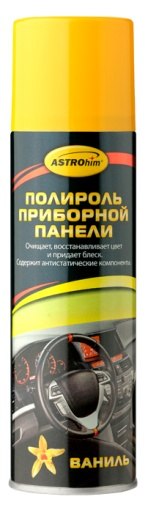 ASTROhim
ПОЛИРОЛЬ
ПРИБОРНОЙ
ПАНЕЛИ
Очищает, восстанавливает цвет
и придает блеск.
Содержит антистатические компоненты.
ВАНИЛЬ